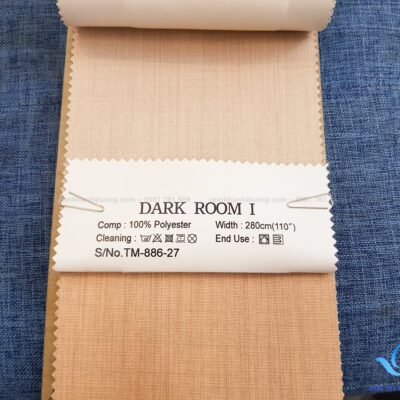 DARK ROOM I
Comp : 100% Polyester Width : 280cm(110˝)
Cleaning : End Use :
S/No.TM-886-27